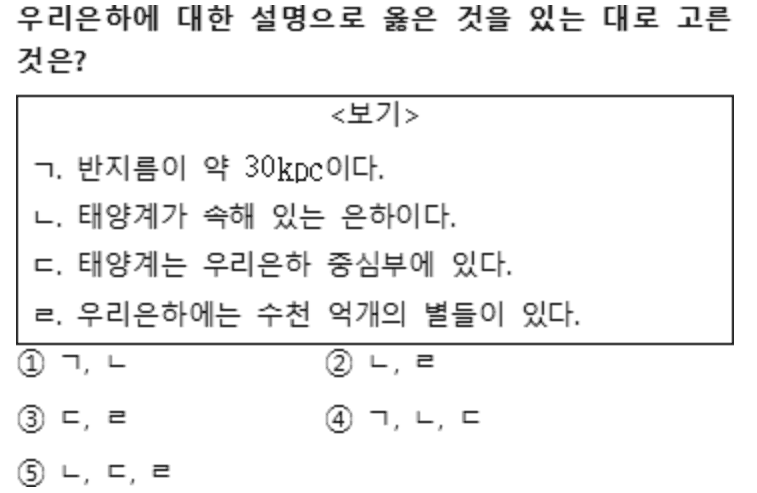 우리은하에 대한 설명으로 옳은 것을 있는 대로 고른
것은?
<보기>
ㄱ. 반지름이 약 30kpc이다.
ㄴ. 태양계가 속해 있는 은하이다.
ㄷ. 태양계는 우리은하 중심부에 있다.
ㄹ. 우리은하에는 수천 억개의 별들이 있다.
① ㄱ, ㄴ ② ㄴ, ㄹ
③ ㄷ, ㄹ ④ ㄱ, ㄴ, ㄷ
⑤ ㄴ, ㄷ, ㄹ